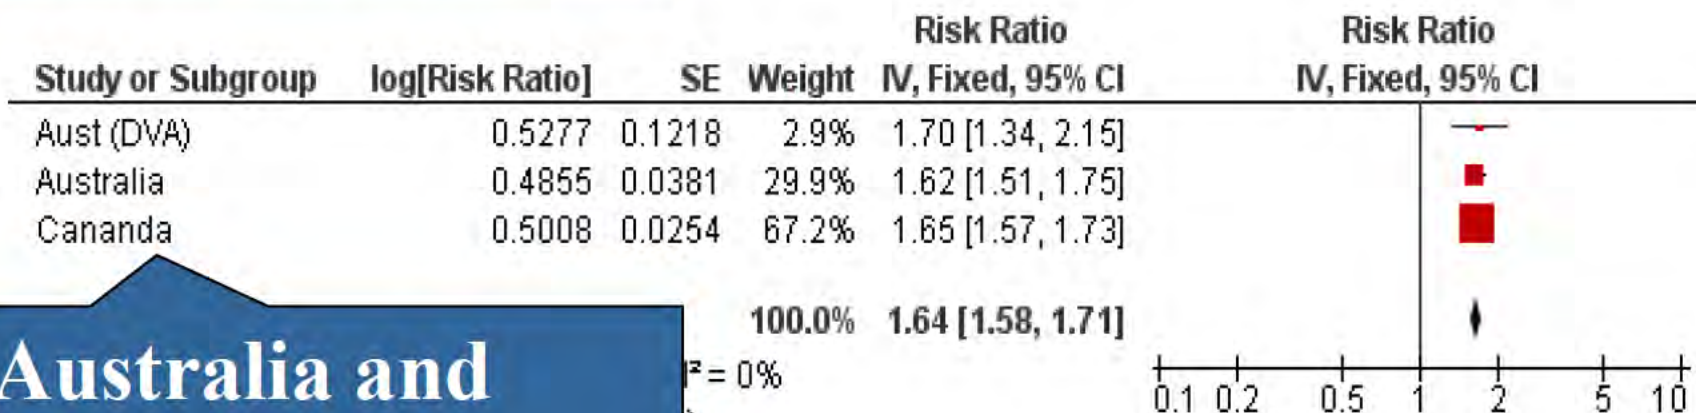 Risk Ratio Risk Ratio
Study or Subgroup log[Risk Ratio] SE Weight IV, Fixed, 95% CI IV, Fixed, 95% CI
Aust (DVA) 0.5277 0.1218 2.9% 1.70 [1.34, 2.15]
Australia 0.4855 0.0381 29.9% 1.62 [1.51, 1.75]
Cananda 0.5008 0.0254 67.2% 1.65 [1.57, 1.73]
100.0% 1.64 [1.58, 1.71]
Australia and
² = 0%
0.1 0.2 0.5 1 2 5 10